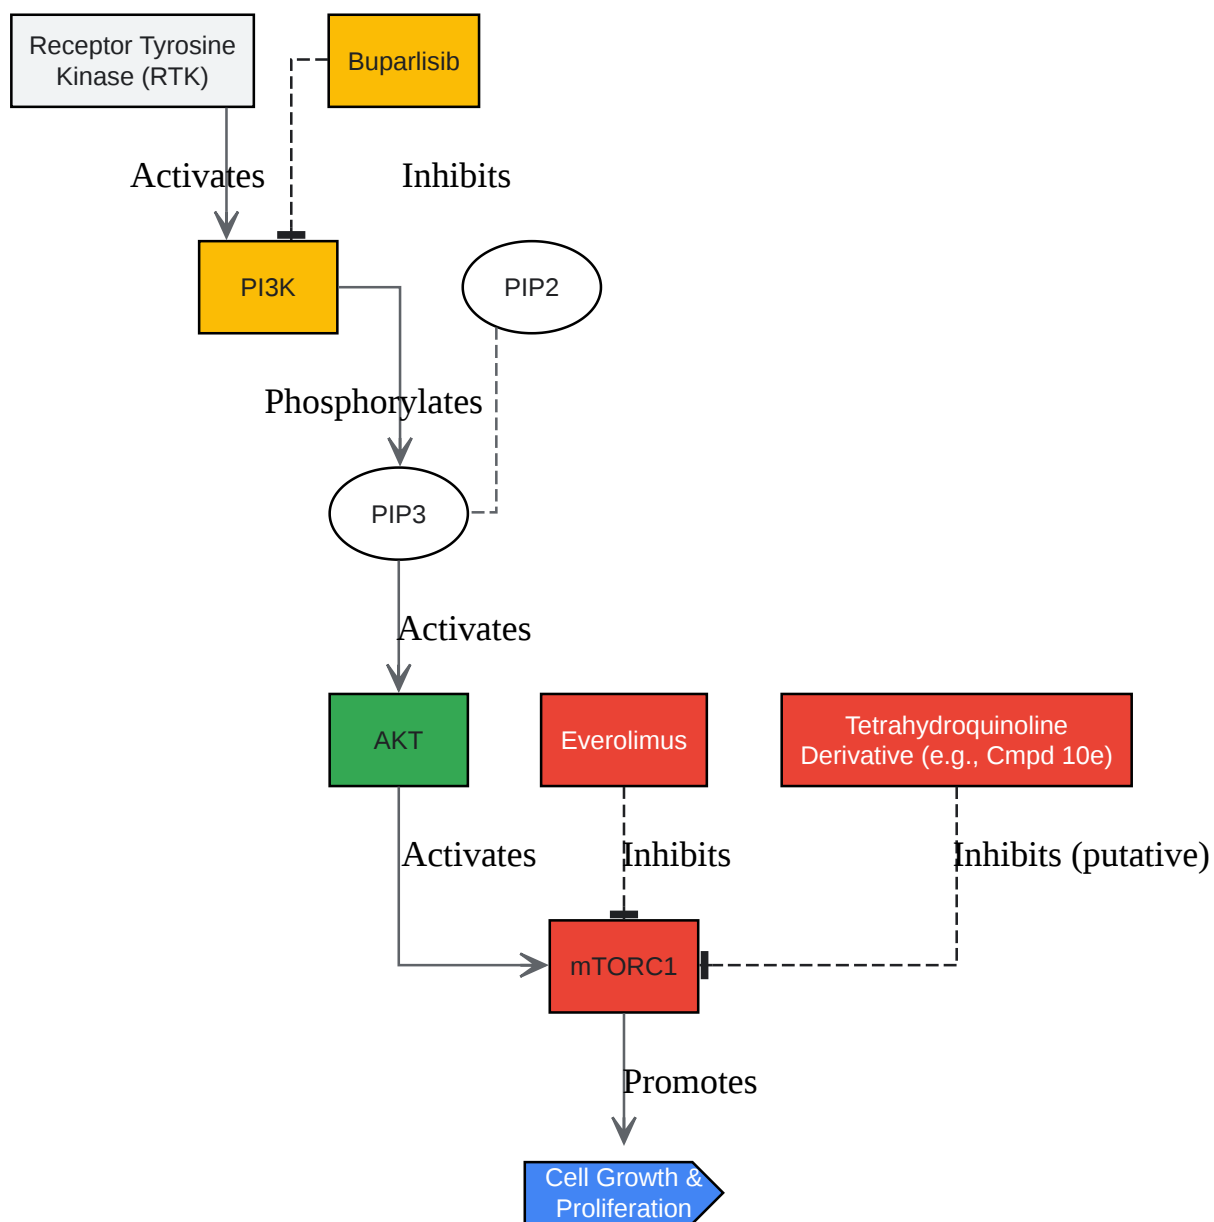 Receptor Tyrosine
Kinase (RTK)
Buparlisib
Activates
Inhibits
PI3K
PIP2
Phosphorylates
PIP3
Activates
AKT
Everolimus
Tetrahydroquinoline
Derivative (e.g., Cmpd 10e)
Activates
Inhibits
Inhibits (putative)
mTORC1
Promotes
Cell Growth &
Proliferation